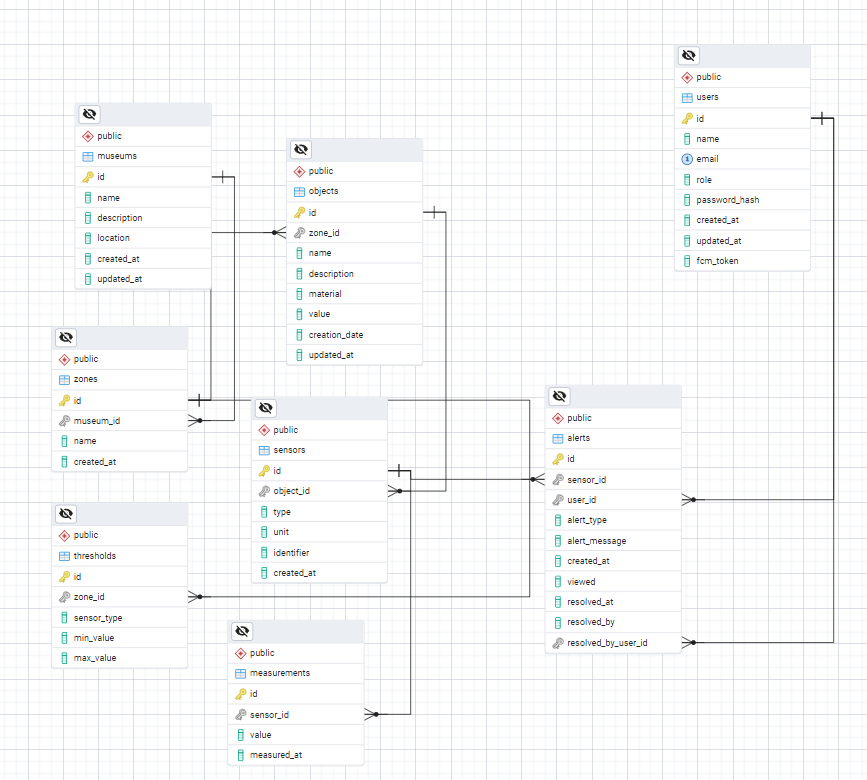 public
museums
id
name
description
location
created_at
updated_at
public
objects
id
zone_id
name
description
material
value
creation_date
updated_at
public
users
id
name
1 email
role
password_hash
created_at
updated_at
fcm_token
public
zones
id
museum_id
name
created_at
public
sensors
id
object_id
type
unit
identifier
created_at
public
alerts
id
sensor_id
user_id
alert_type
alert_message
created_at
viewed
resolved_at
resolved_by
resolved_by_user_id
public
thresholds
id
zone_id
sensor_type
min_value
max_value
public
measurements
id
sensor_id
value
measured_at